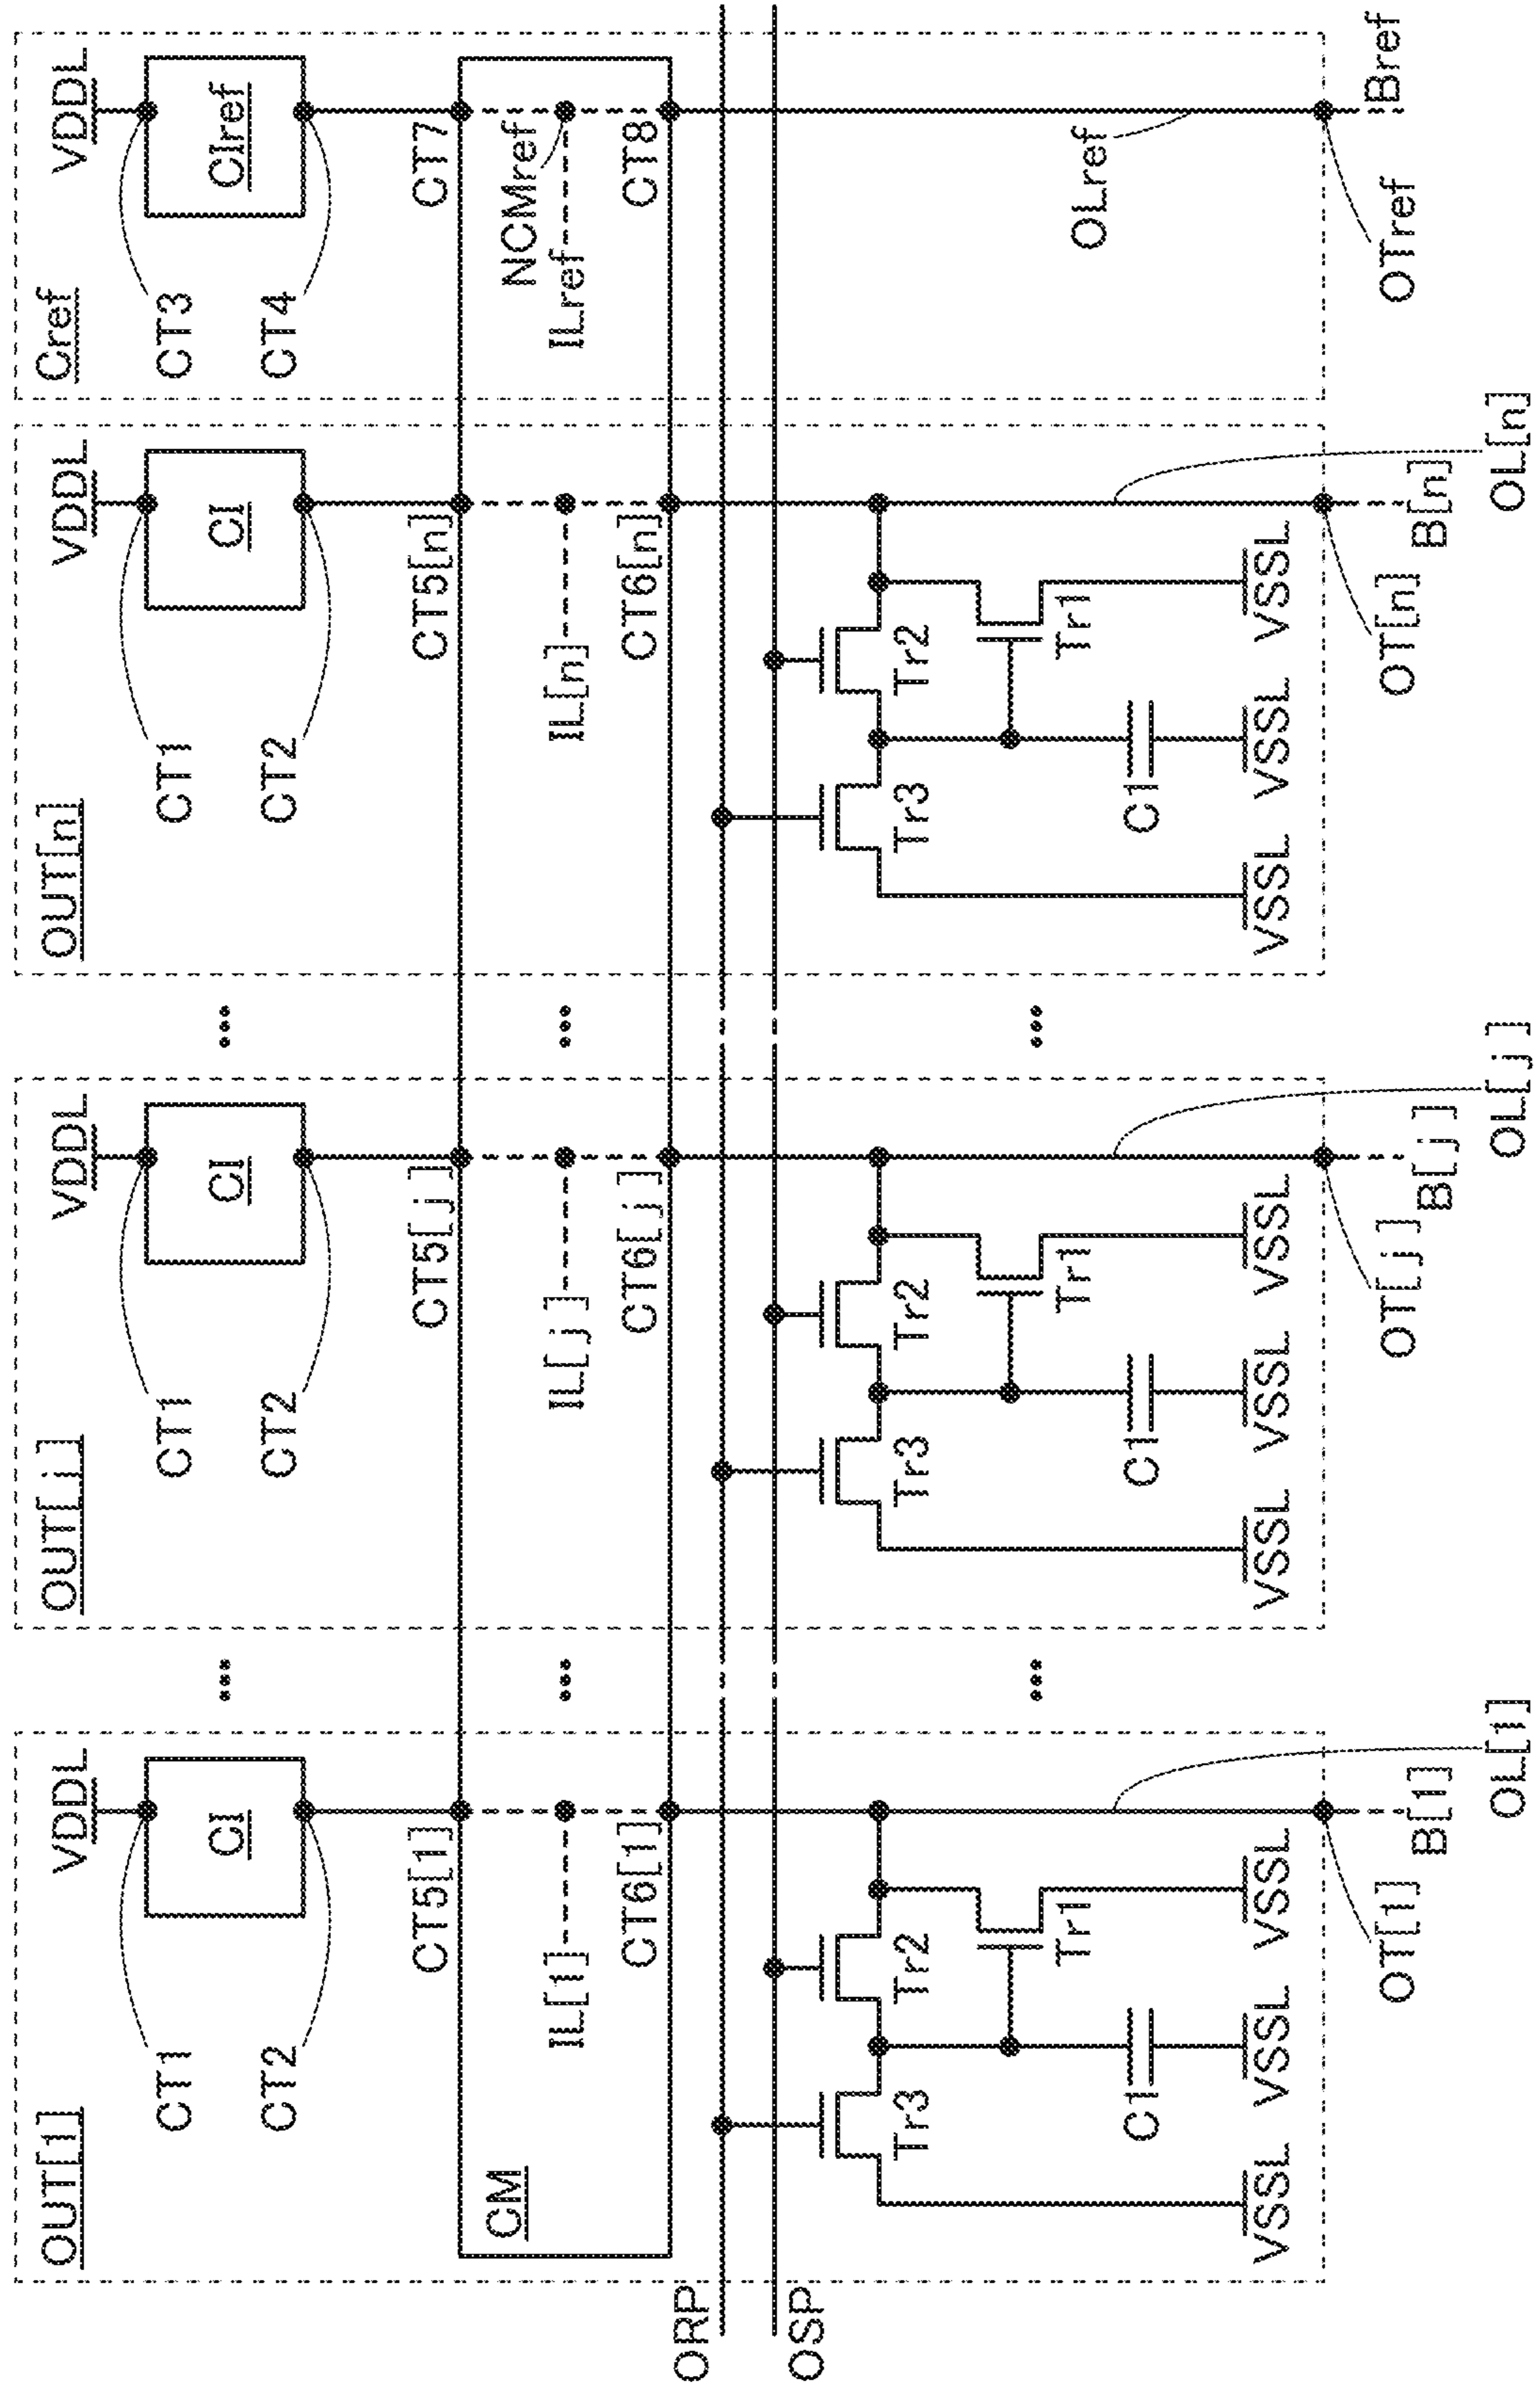 OUT[1]
VDDL
CI
CT1
CT2
CT5[1]
CM
IL[1]
CT6[1]
ORP
OSP
Tr3
Tr2
Tr1
C1
VSSL
VSSL
VSSL
OT[1]
B[1]
OL[1]
OUT[j]
VDDL
CI
CT1
CT2
CT5[j]
IL[j]
CT6[j]
Tr3
Tr2
Tr1
C1
VSSL
VSSL
VSSL
OT[j]
B[j]
OL[j]
OUT[n]
VDDL
CI
CT1
CT2
CT5[n]
IL[n]
CT6[n]
Tr3
Tr2
Tr1
C1
VSSL
VSSL
VSSL
OT[n]
B[n]
OL[n]
Cref
VDDL
CIref
CT3
CT4
CT7
NCMref
ILref
CT8
OLref
OTref
Bref